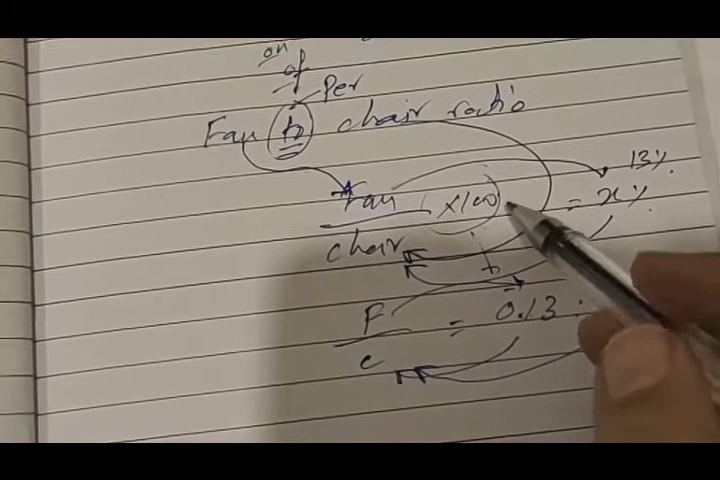 on
of
Per
Fan to chair ratio
13%
Fan / chair (×100) = x%
F / c = 0.13